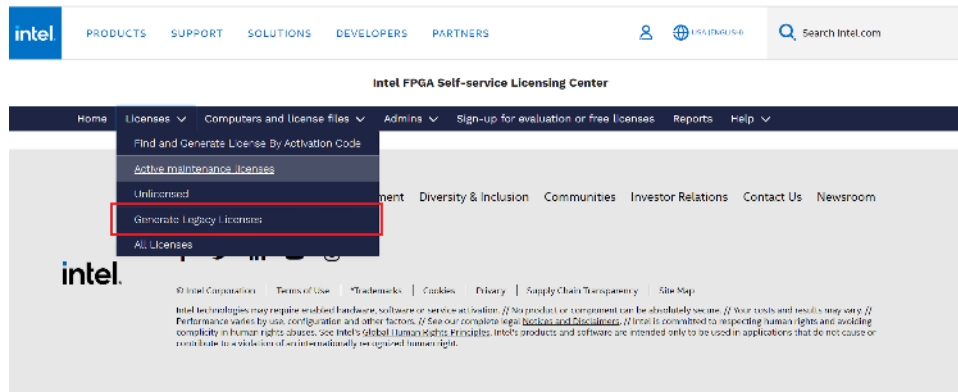 intel
PRODUCTS SUPPORT SOLUTIONS DEVELOPERS PARTNERS USA (ENGLISH) Search Intel.com
Intel FPGA Self-service Licensing Center
Home Licenses Computers and license files Admins Sign-up for evaluation or free licenses Reports Help
Find and Generate License By Activation Code
Active maintenance licenses
Unlicensed
ment Diversity & Inclusion Communities Investor Relations Contact Us Newsroom
Generate Legacy Licenses
All Licenses
intel.
© Intel Corporation Terms of Use *Trademarks Cookies Privacy Supply Chain Transparency Site Map
Intel technologies may require enabled hardware, software or service activation. // No product or component can be absolutely secure. // Your costs and results may vary. //
Performance varies by use, configuration and other factors. // See our complete legal Notices and Disclaimers. // Intel is committed to respecting human rights and avoiding
complicity in human rights abuses. See Intel's Global Human Rights Principles. Intel's products and software are intended only to be used in applications that do not cause or
contribute to a violation of an internationally recognized human right.